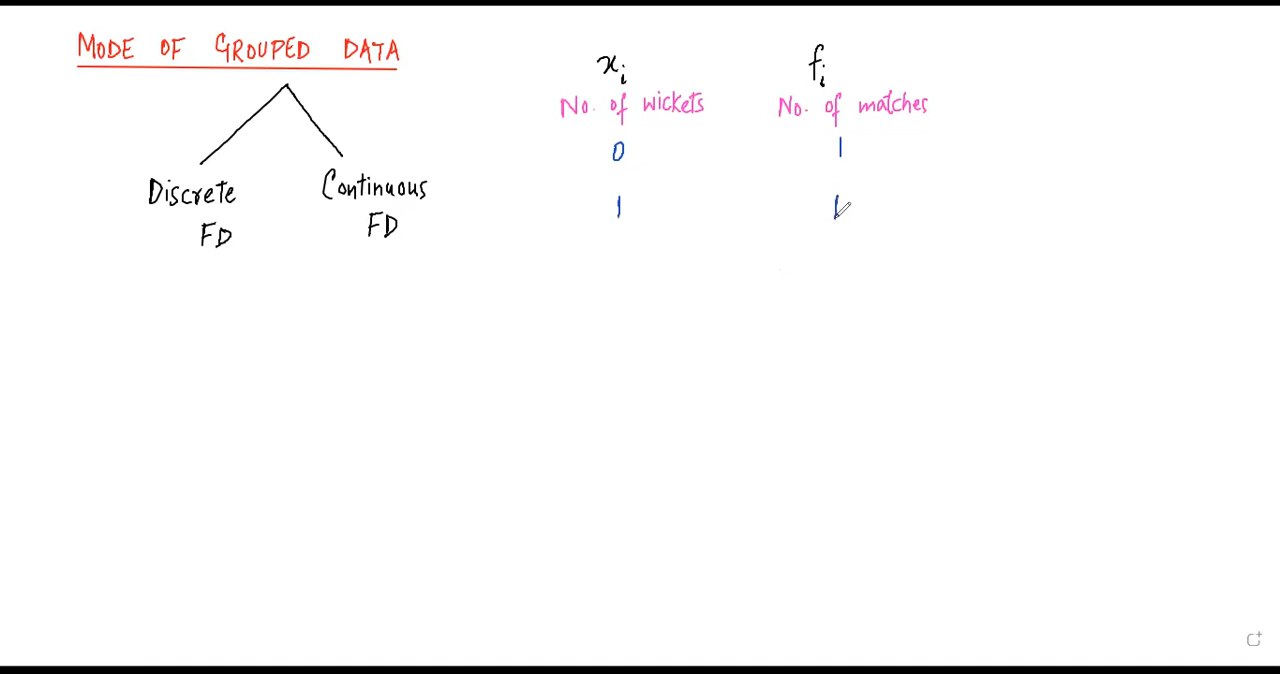 MODE OF GROUPED DATA
Discrete FD
Continuous FD
xi fi
No. of wickets No. of matches
0 1
1 1